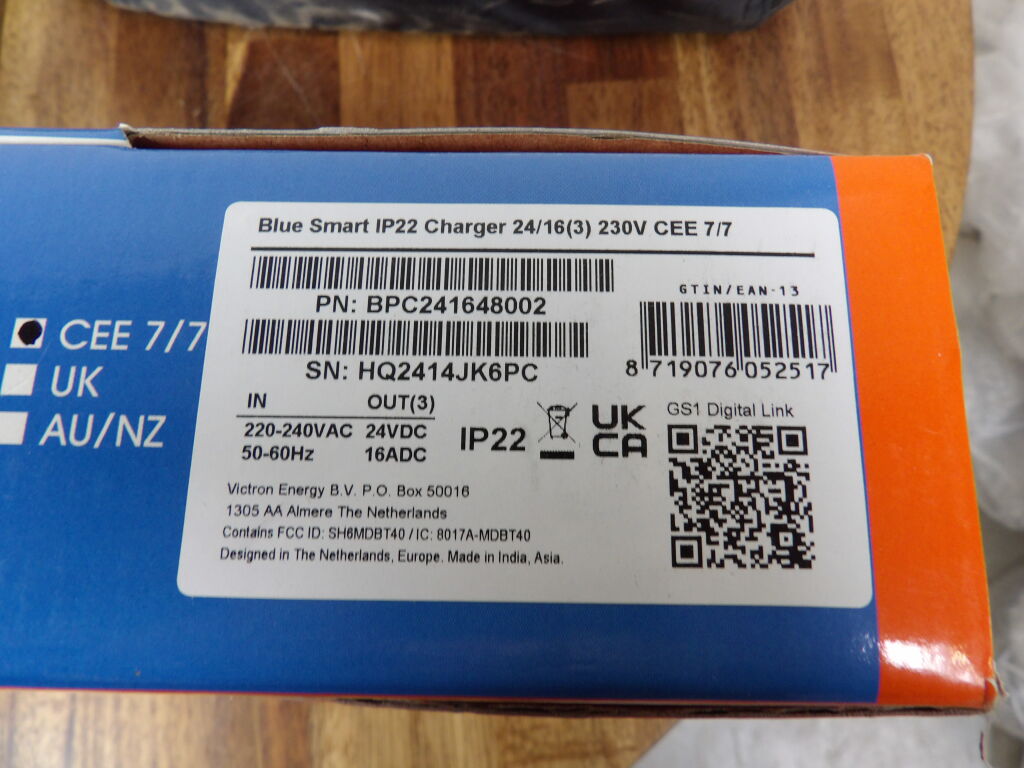 Blue Smart IP22 Charger 24/16(3) 230V CEE 7/7
PN: BPC241648002
SN: HQ2414JK6PC
GTIN/EAN-13
8 719076 052517
CEE 7/7
UK
AU/NZ
IN OUT(3)
220-240VAC 24VDC
50-60Hz 16ADC
IP22
UK
CA
GS1 Digital Link
Victron Energy B.V. P.O. Box 50016
1305 AA Almere The Netherlands
Contains FCC ID: SH6MDBT40 / IC: 8017A-MDBT40
Designed in The Netherlands, Europe. Made in India, Asia.